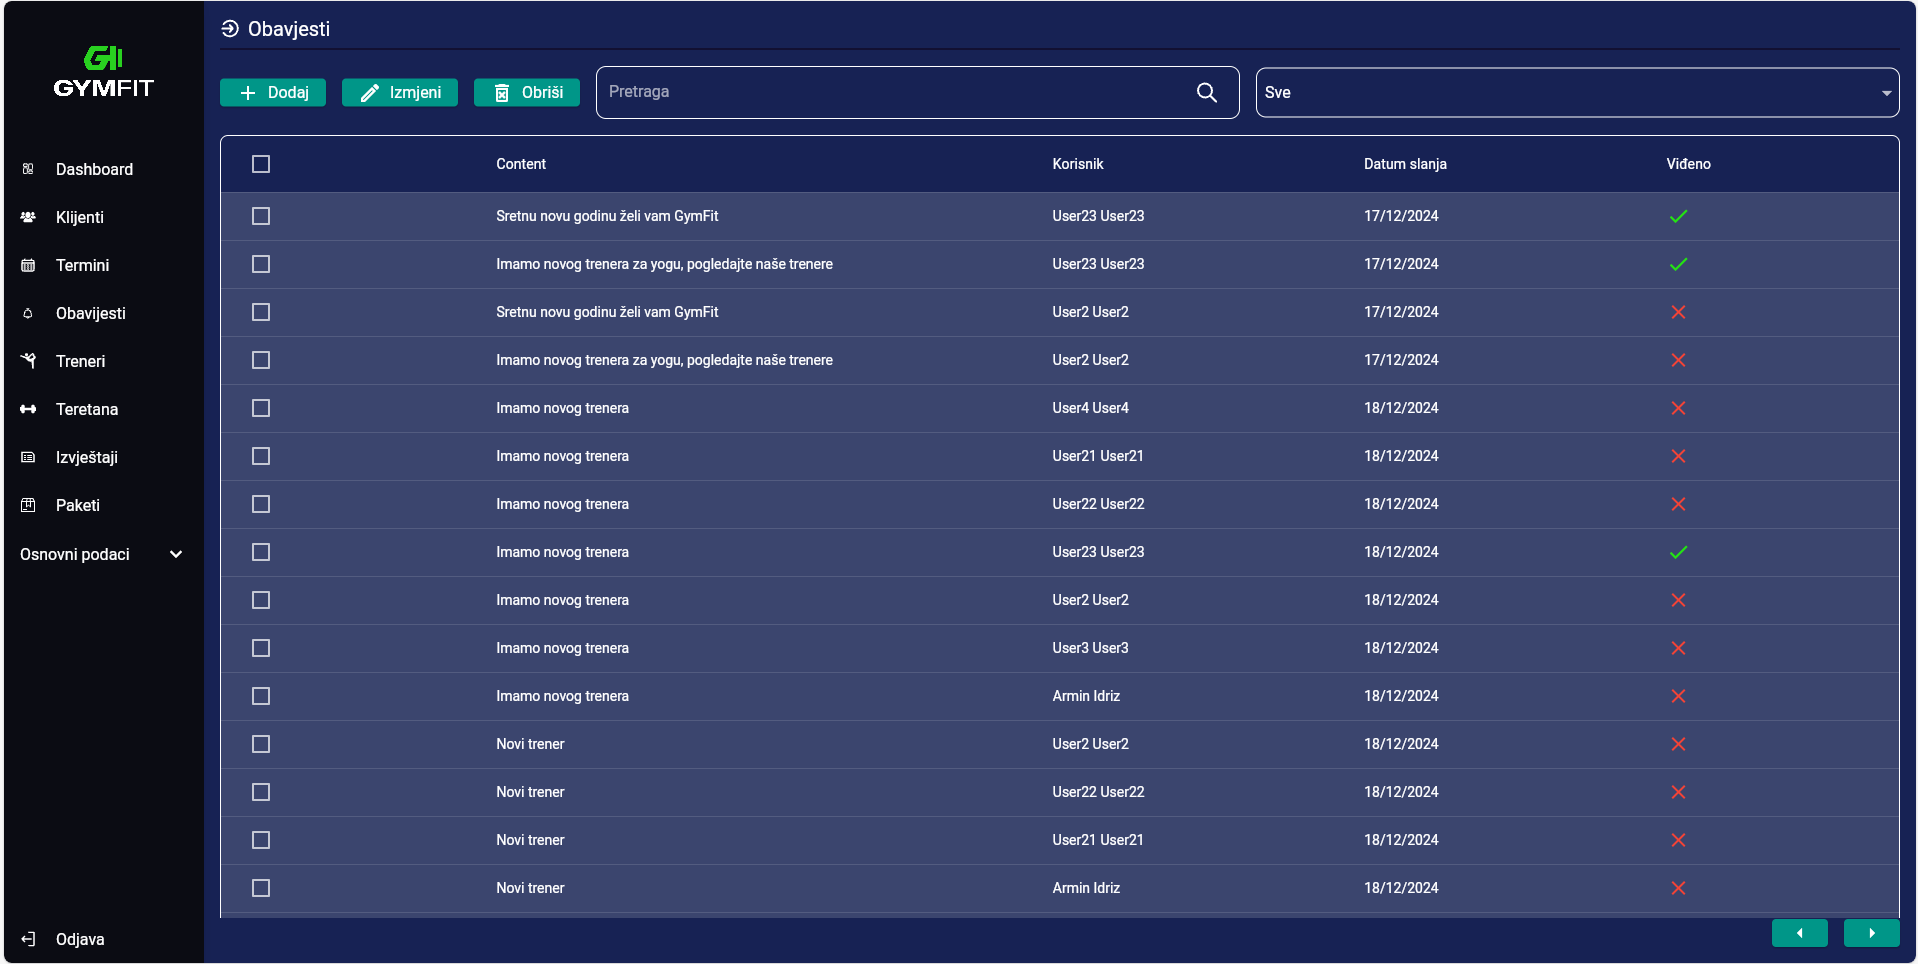 GYMFIT
Dashboard
Klijenti
Termini
Obavijesti
Treneri
Teretana
Izvještaji
Paketi
Osnovni podaci
Odjava
Obavjesti
Dodaj Izmjeni Obriši Pretraga Sve
Content Korisnik Datum slanja Viđeno
Sretnu novu godinu želi vam GymFit User23 User23 17/12/2024
Imamo novog trenera za yogu, pogledajte naše trenere User23 User23 17/12/2024
Sretnu novu godinu želi vam GymFit User2 User2 17/12/2024
Imamo novog trenera za yogu, pogledajte naše trenere User2 User2 17/12/2024
Imamo novog trenera User4 User4 18/12/2024
Imamo novog trenera User21 User21 18/12/2024
Imamo novog trenera User22 User22 18/12/2024
Imamo novog trenera User23 User23 18/12/2024
Imamo novog trenera User2 User2 18/12/2024
Imamo novog trenera User3 User3 18/12/2024
Imamo novog trenera Armin Idriz 18/12/2024
Novi trener User2 User2 18/12/2024
Novi trener User22 User22 18/12/2024
Novi trener User21 User21 18/12/2024
Novi trener Armin Idriz 18/12/2024